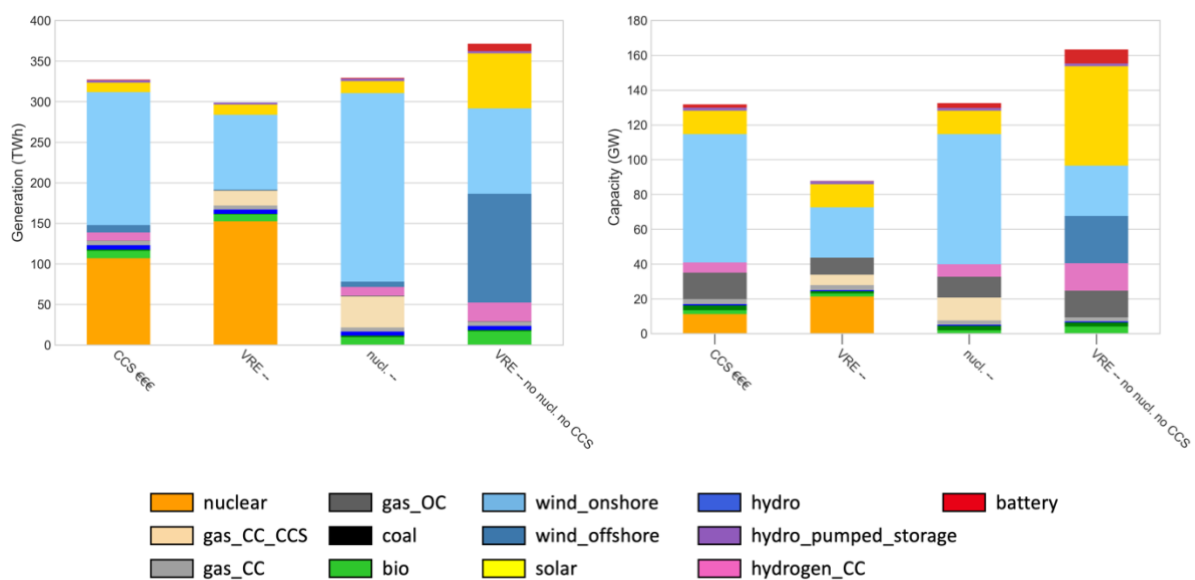 Generation (TWh)
400
350
300
250
200
150
100
50
0
CCS €€€
VRE --
nucl. --
VRE -- no nucl. no CCS
Capacity (GW)
180
160
140
120
100
80
60
40
20
0
CCS €€€
VRE --
nucl. --
VRE -- no nucl. no CCS
nuclear gas_OC wind_onshore hydro battery
gas_CC_CCS coal wind_offshore hydro_pumped_storage
gas_CC bio solar hydrogen_CC